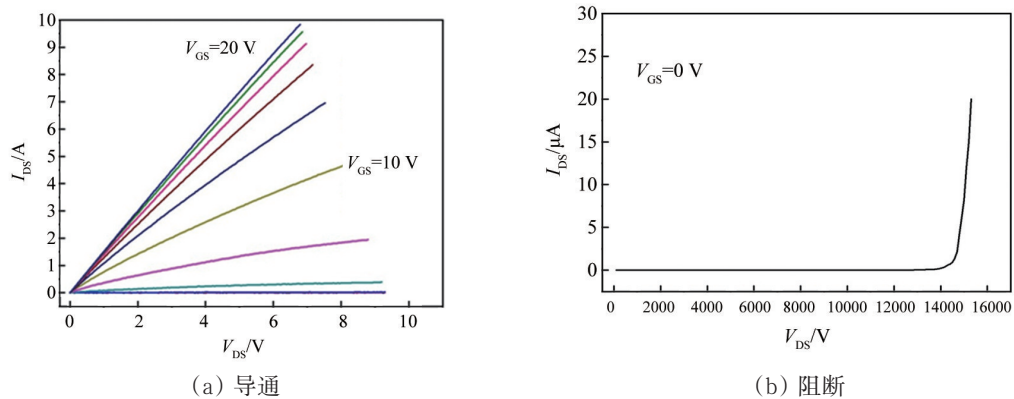 10
9
8
7
6
5
4
3
2
1
0
I_DS/A
V_GS=20 V
V_GS=10 V
0 2 4 6 8 10
V_DS/V
(a) 导通
30
25
20
15
10
5
0
I_DS/μA
V_GS=0 V
0 2000 4000 6000 8000 10000 12000 14000 16000
V_DS/V
(b) 阻断